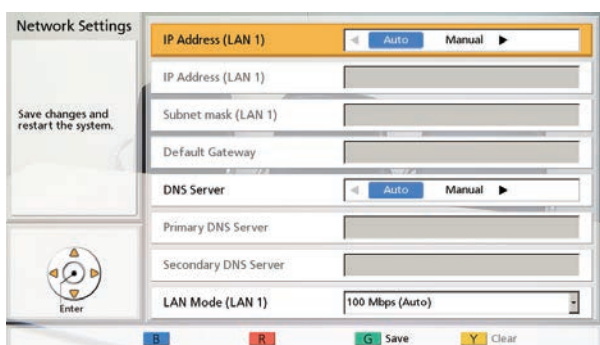 Network Settings
Save changes and
restart the system.
Enter
IP Address (LAN 1) Auto Manual
IP Address (LAN 1)
Subnet mask (LAN 1)
Default Gateway
DNS Server Auto Manual
Primary DNS Server
Secondary DNS Server
LAN Mode (LAN 1) 100 Mbps (Auto)
B R G Save Y Clear